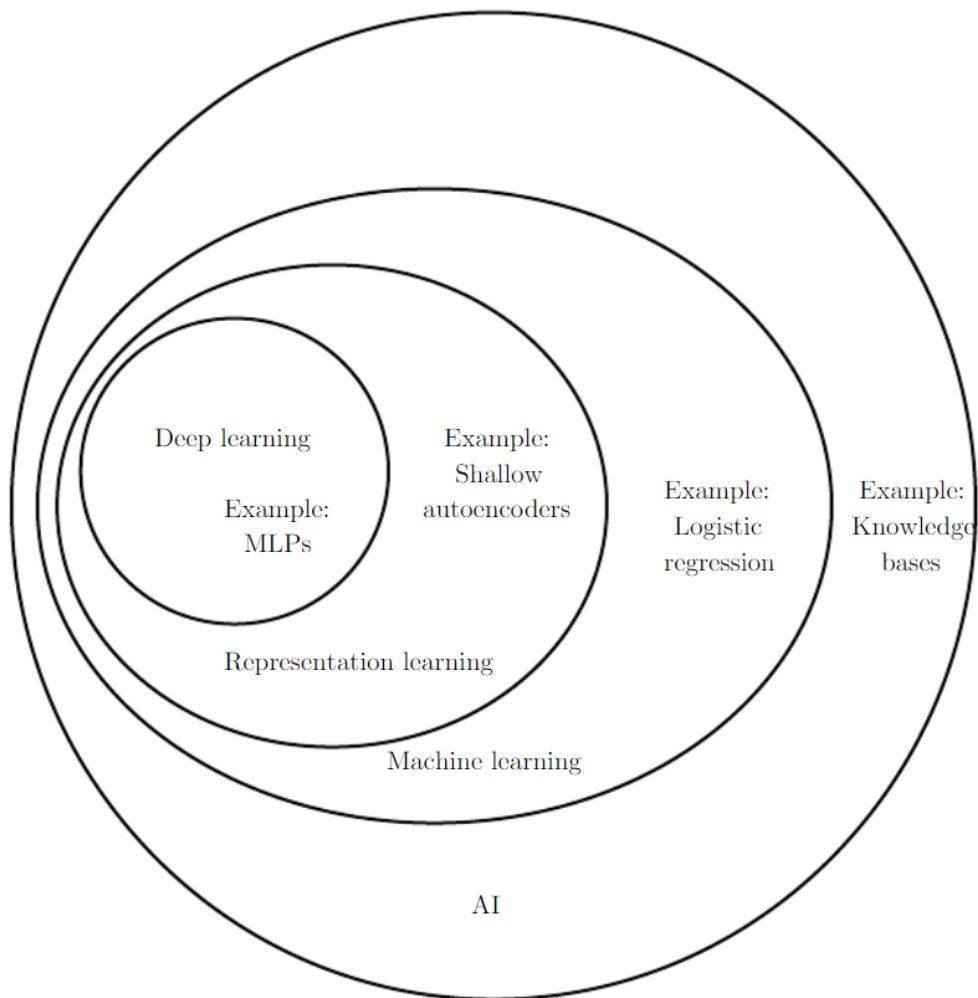 Deep learning
Example:
MLPs
Example:
Shallow
autoencoders
Example:
Logistic
regression
Example:
Knowledge
bases
Representation learning
Machine learning
AI